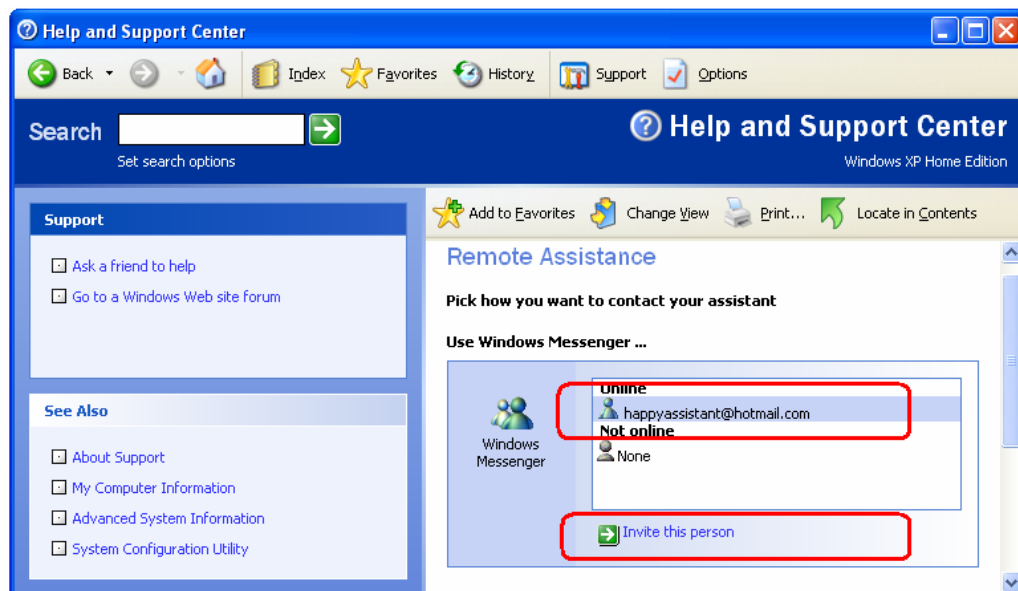 Help and Support Center
Back Index Favorites History Support Options
Search
Set search options
Help and Support Center
Windows XP Home Edition
Support
Ask a friend to help
Go to a Windows Web site forum
See Also
About Support
My Computer Information
Advanced System Information
System Configuration Utility
Add to Favorites Change View Print... Locate in Contents
Remote Assistance
Pick how you want to contact your assistant
Use Windows Messenger ...
Windows
Messenger
Online
happyassistant@hotmail.com
Not online
None
Invite this person